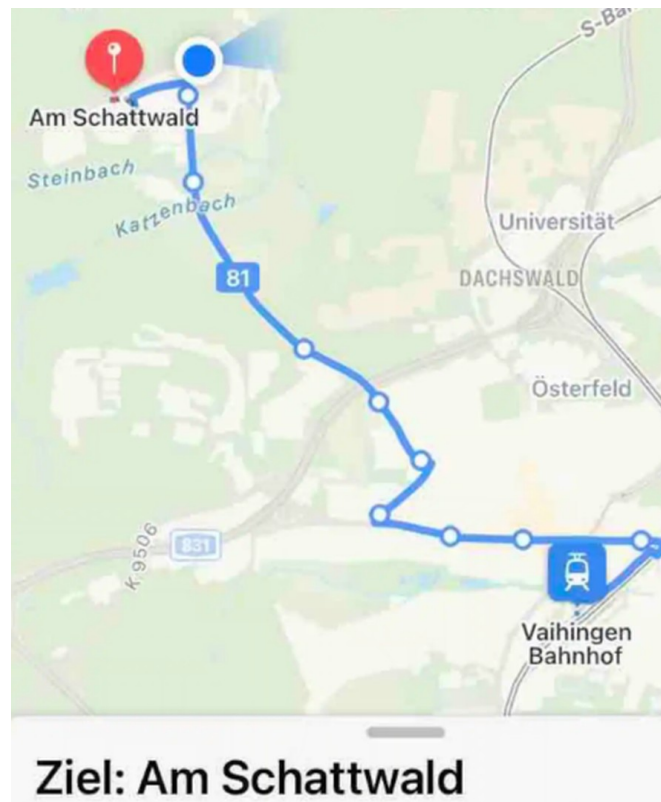 S-Ba
Am Schattwald
Steinbach
Katzenbach
Universität
81
DACHSWALD
Österfeld
831
K 9506
Vaihingen
Bahnhof
Ziel: Am Schattwald